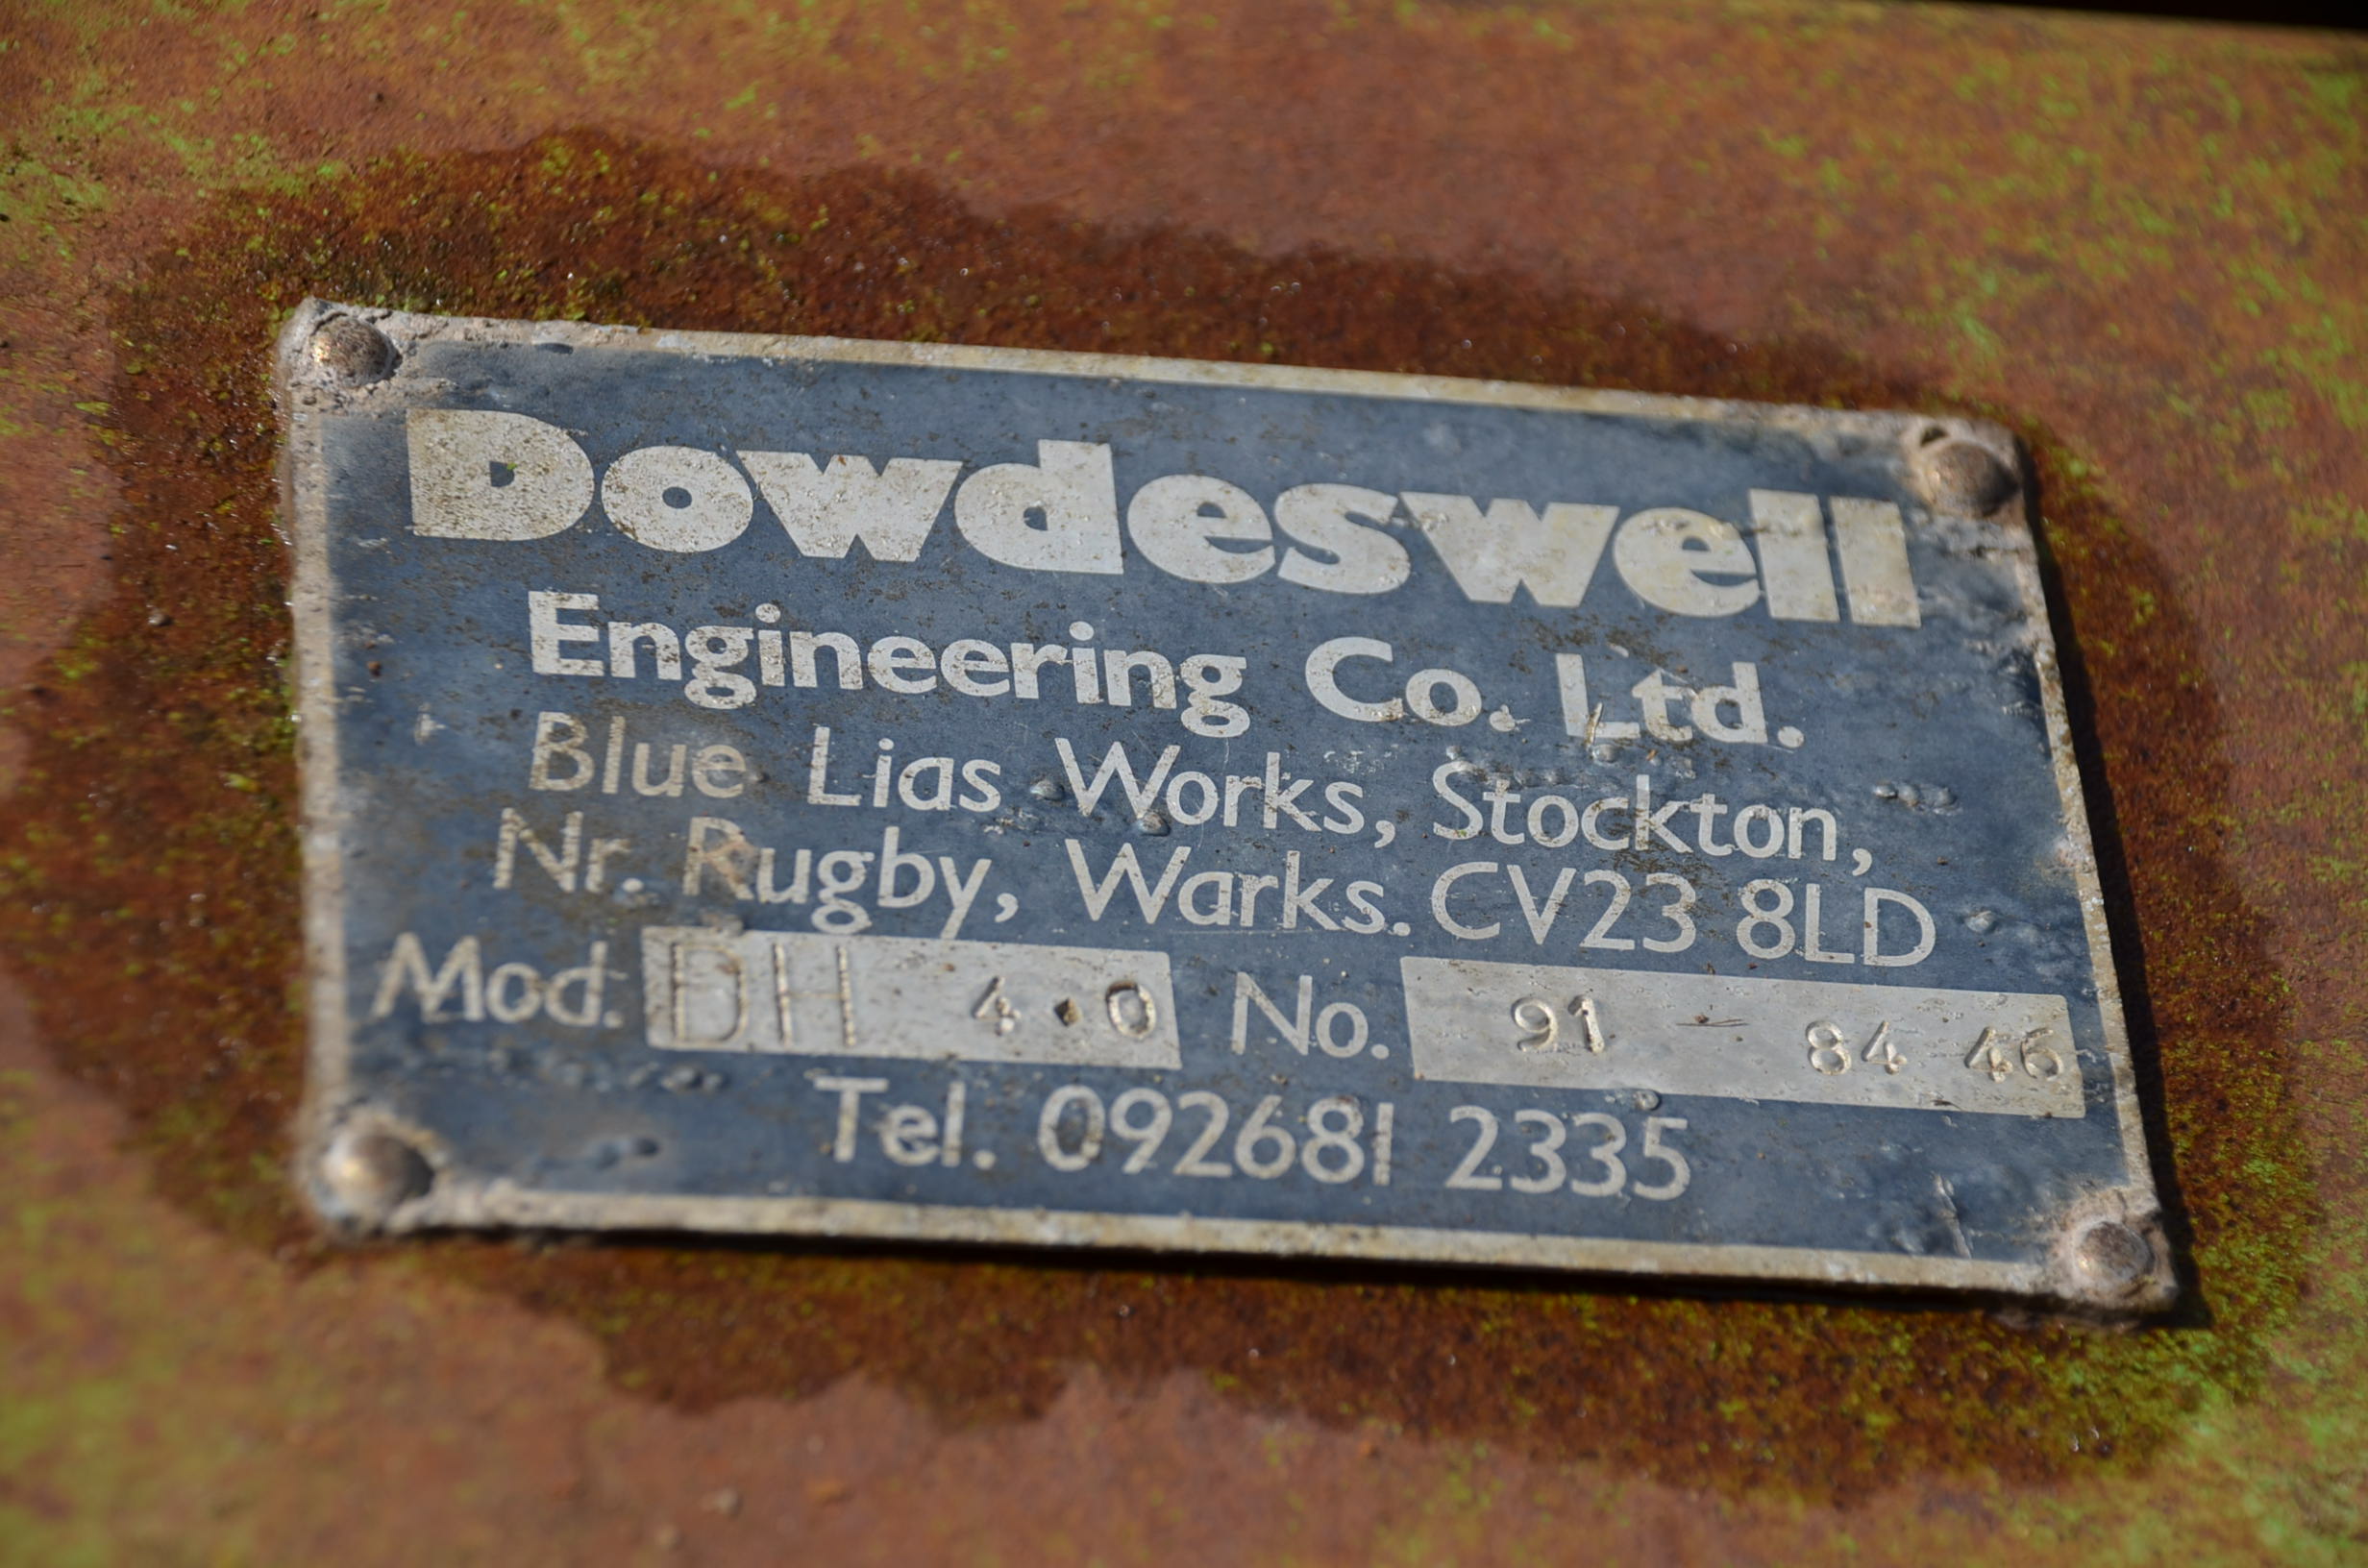 Dowdeswell
Engineering Co. Ltd.
Blue Lias Works, Stockton,
Nr. Rugby, Warks. CV23 8LD
Mod. DH 4.0 No. 91 - 84 46
Tel. 092681 2335